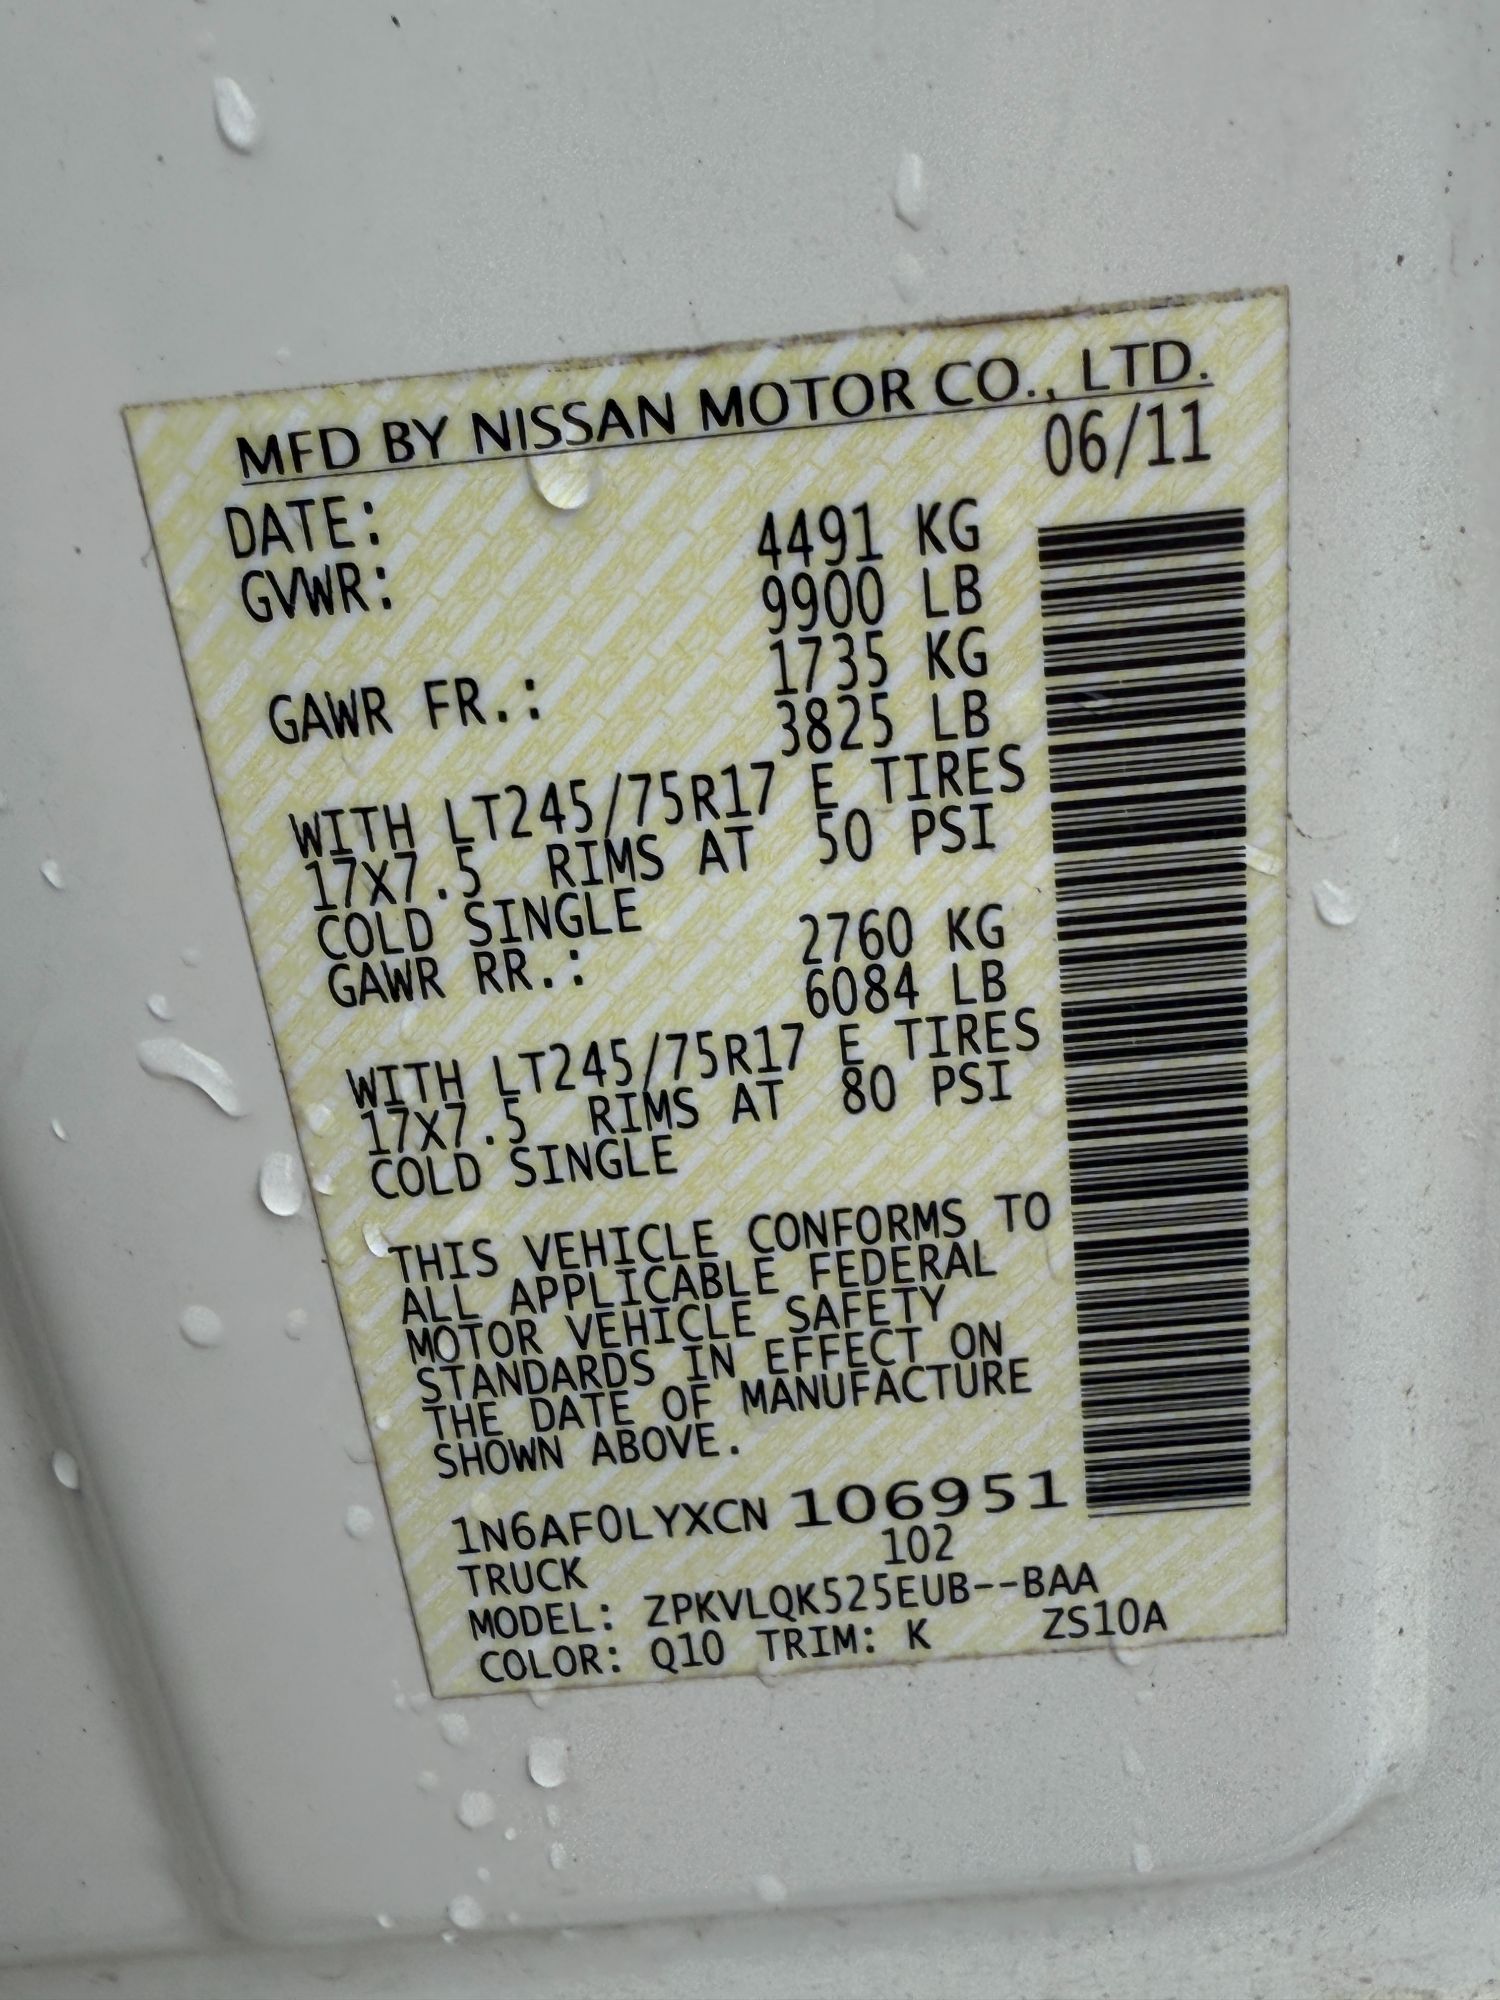 MFD BY NISSAN MOTOR CO., LTD.
DATE: 06/11
GVWR: 4491 KG
9900 LB
GAWR FR.: 1735 KG
3825 LB
WITH LT245/75R17 E TIRES
17X7.5 RIMS AT 50 PSI
COLD SINGLE
GAWR RR.: 2760 KG
6084 LB
WITH LT245/75R17 E TIRES
17X7.5 RIMS AT 80 PSI
COLD SINGLE
THIS VEHICLE CONFORMS TO
ALL APPLICABLE FEDERAL
MOTOR VEHICLE SAFETY
STANDARDS IN EFFECT ON
THE DATE OF MANUFACTURE
SHOWN ABOVE.
1N6AF0LYXCN 106951
TRUCK 102
MODEL: ZPKVLQK525EUB--BAA
COLOR: Q10 TRIM: K ZS10A